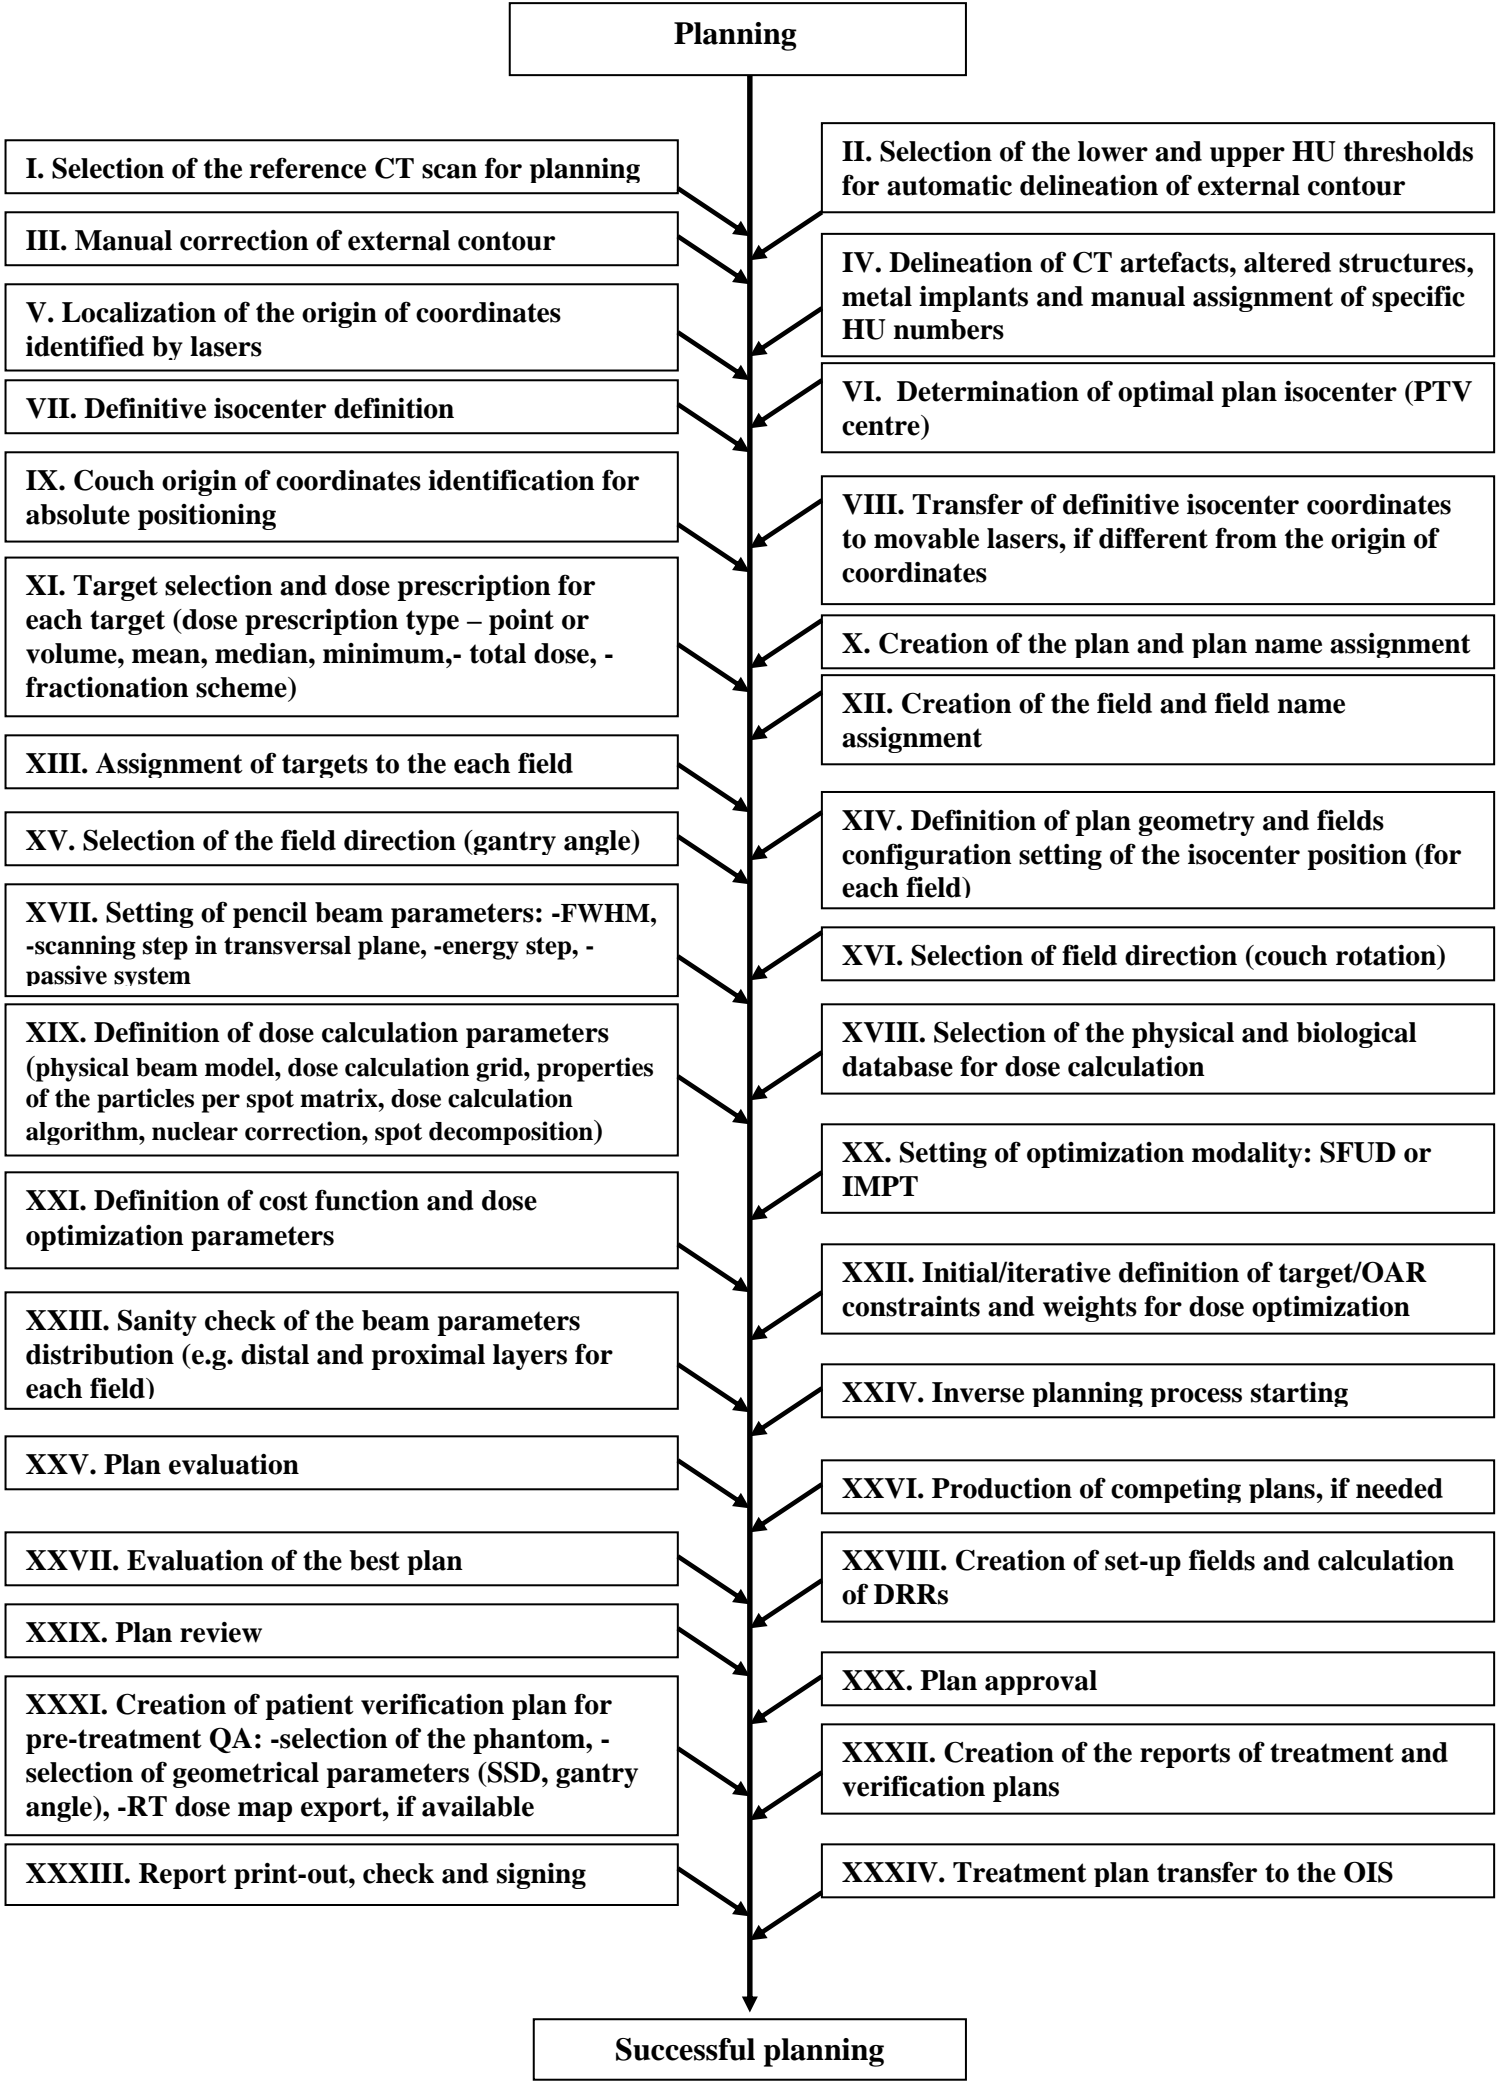 Planning
I. Selection of the reference CT scan for planning
II. Selection of the lower and upper HU thresholds
for automatic delineation of external contour
III. Manual correction of external contour
IV. Delineation of CT artefacts, altered structures,
metal implants and manual assignment of specific
HU numbers
V. Localization of the origin of coordinates
identified by lasers
VI. Determination of optimal plan isocenter (PTV
centre)
VII. Definitive isocenter definition
VIII. Transfer of definitive isocenter coordinates
to movable lasers, if different from the origin of
coordinates
IX. Couch origin of coordinates identification for
absolute positioning
X. Creation of the plan and plan name assignment
XI. Target selection and dose prescription for
each target (dose prescription type – point or
volume, mean, median, minimum,- total dose, -
fractionation scheme)
XII. Creation of the field and field name
assignment
XIII. Assignment of targets to the each field
XIV. Definition of plan geometry and fields
configuration setting of the isocenter position (for
each field)
XV. Selection of the field direction (gantry angle)
XVI. Selection of field direction (couch rotation)
XVII. Setting of pencil beam parameters: -FWHM,
-scanning step in transversal plane, -energy step, -
passive system
XVIII. Selection of the physical and biological
database for dose calculation
XIX. Definition of dose calculation parameters
(physical beam model, dose calculation grid, properties
of the particles per spot matrix, dose calculation
algorithm, nuclear correction, spot decomposition)
XX. Setting of optimization modality: SFUD or
IMPT
XXI. Definition of cost function and dose
optimization parameters
XXII. Initial/iterative definition of target/OAR
constraints and weights for dose optimization
XXIII. Sanity check of the beam parameters
distribution (e.g. distal and proximal layers for
each field)
XXIV. Inverse planning process starting
XXV. Plan evaluation
XXVI. Production of competing plans, if needed
XXVII. Evaluation of the best plan
XXVIII. Creation of set-up fields and calculation
of DRRs
XXIX. Plan review
XXX. Plan approval
XXXI. Creation of patient verification plan for
pre-treatment QA: -selection of the phantom, -
selection of geometrical parameters (SSD, gantry
angle), -RT dose map export, if available
XXXII. Creation of the reports of treatment and
verification plans
XXXIII. Report print-out, check and signing
XXXIV. Treatment plan transfer to the OIS
Successful planning